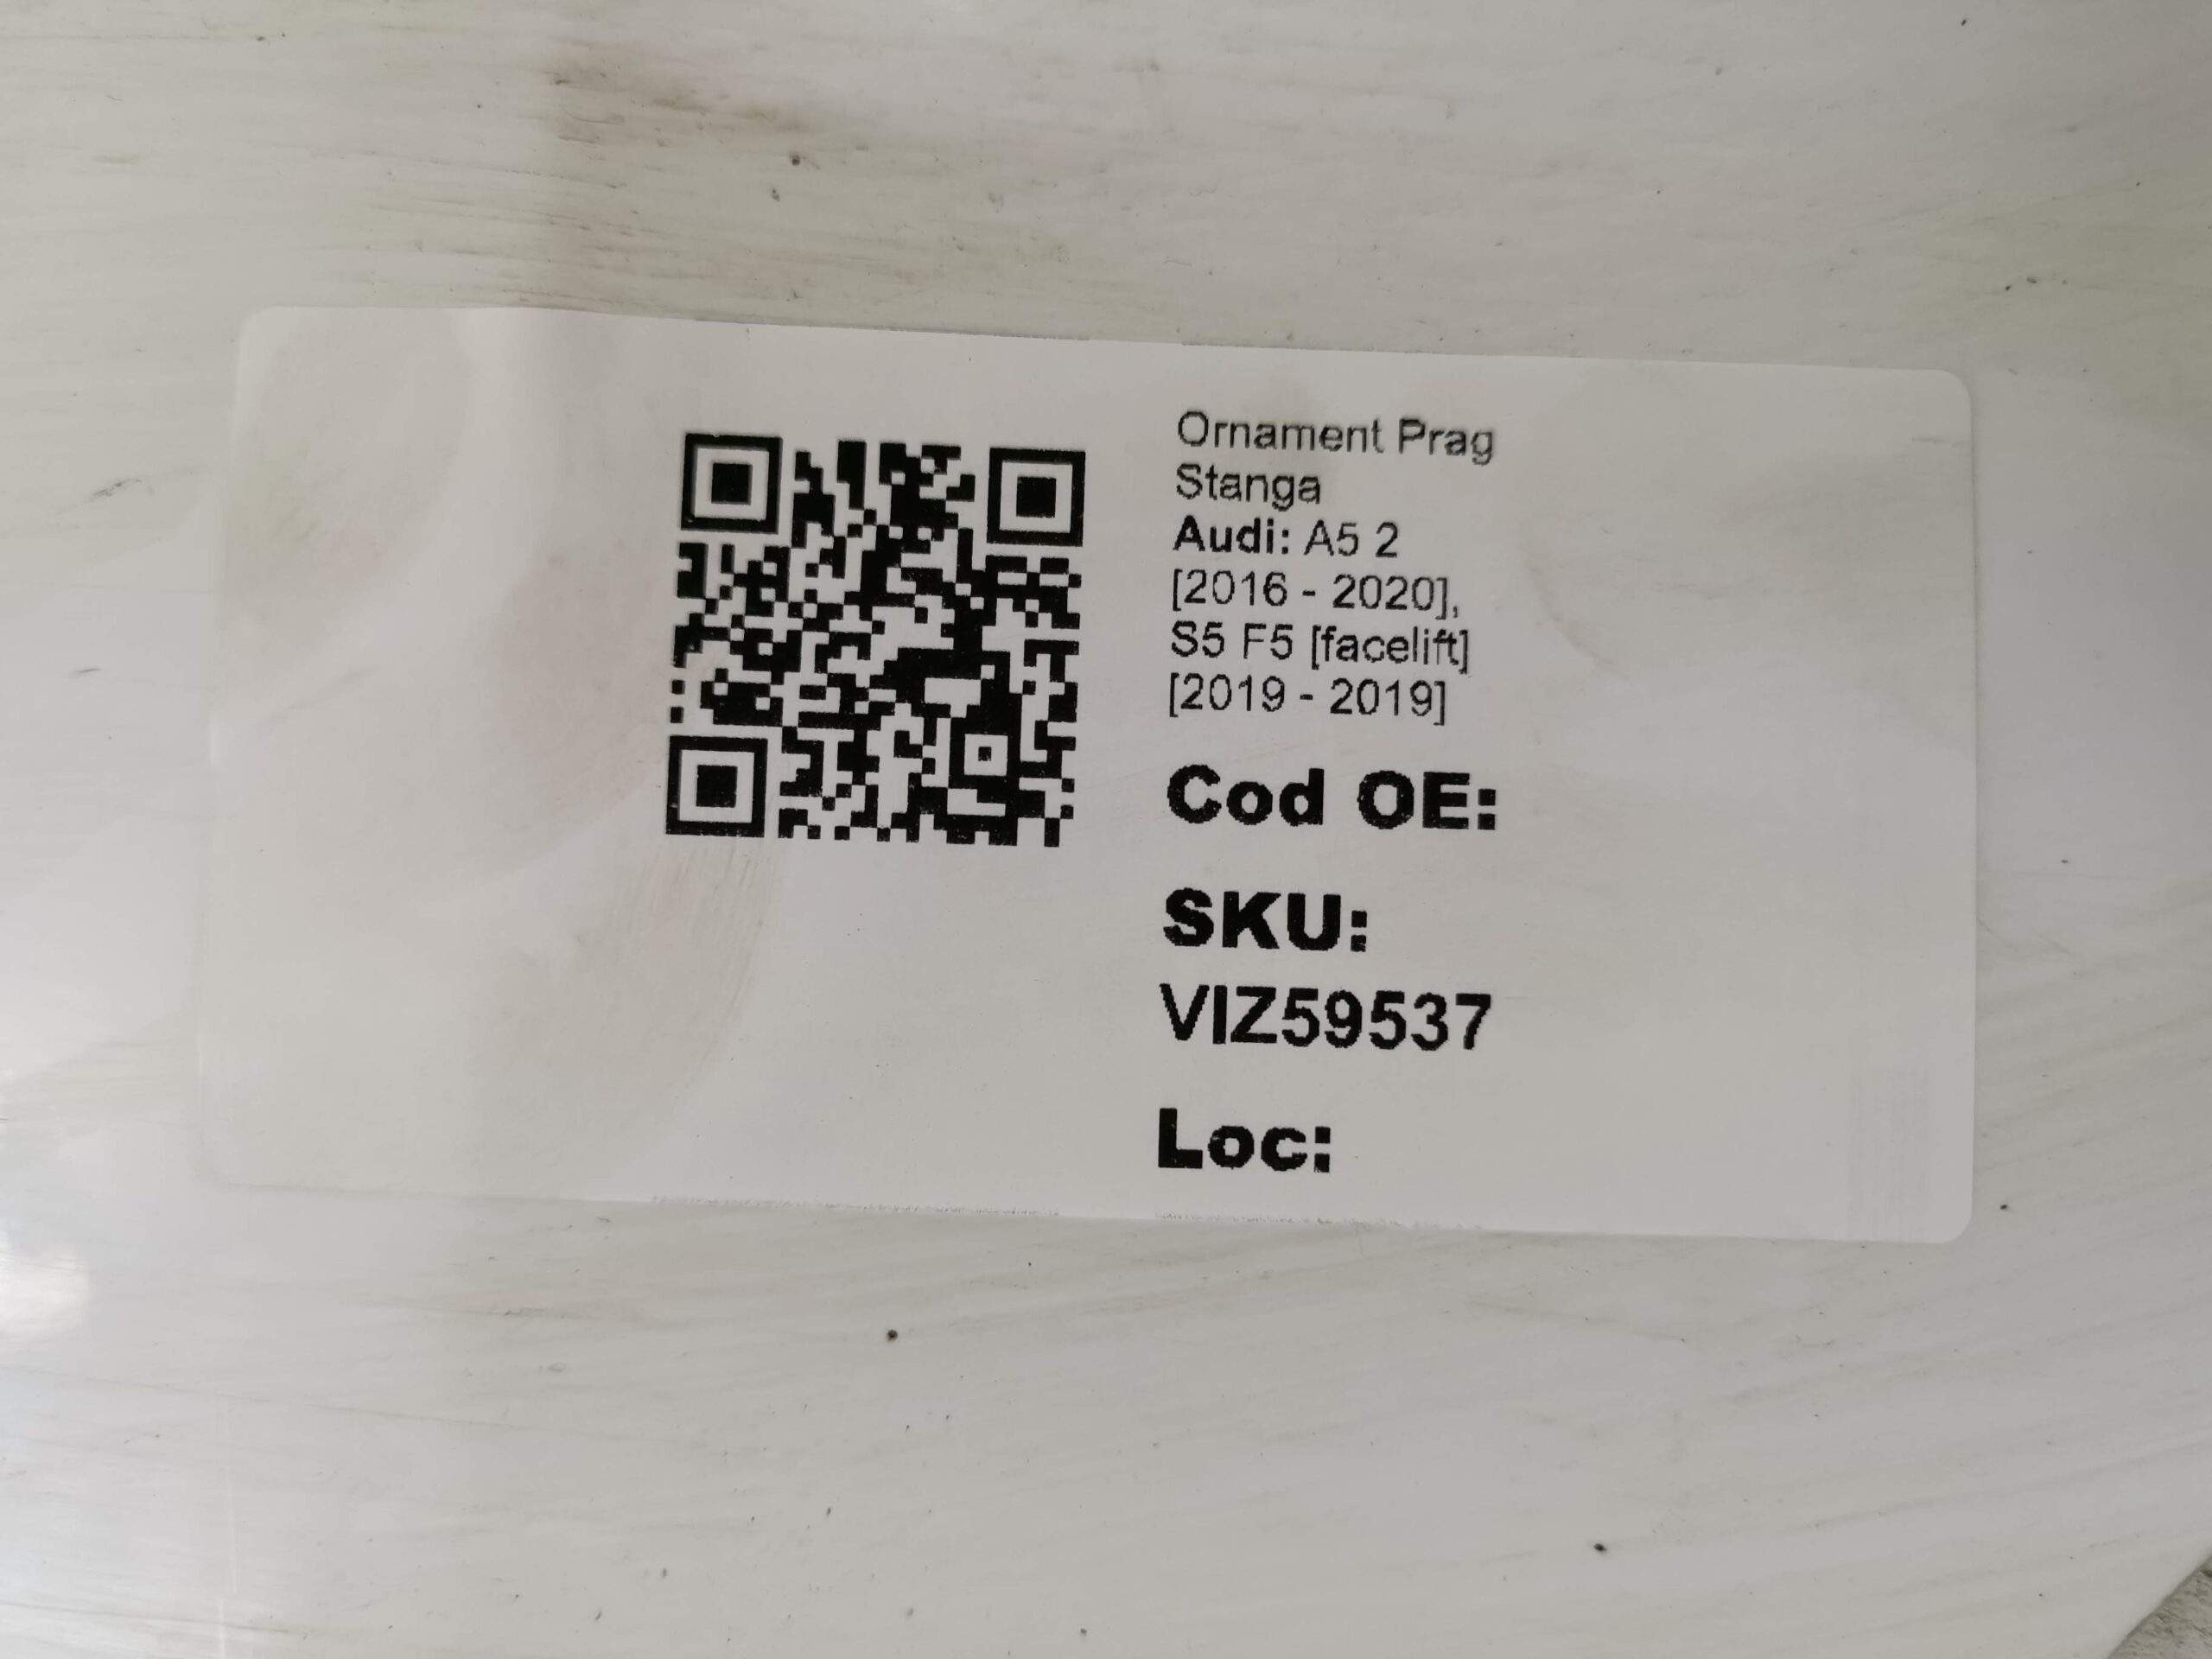 Ornament Prag
Stanga
Audi: A5 2
[2016 - 2020],
S5 F5 [facelift]
[2019 - 2019]
Cod OE:
SKU:
VIZ59537
Loc: